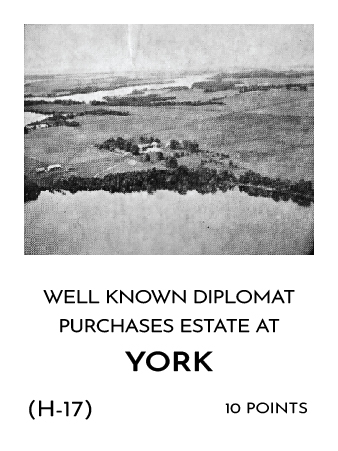 WELL KNOWN DIPLOMAT
PURCHASES ESTATE AT
YORK
(H-17)
10 POINTS